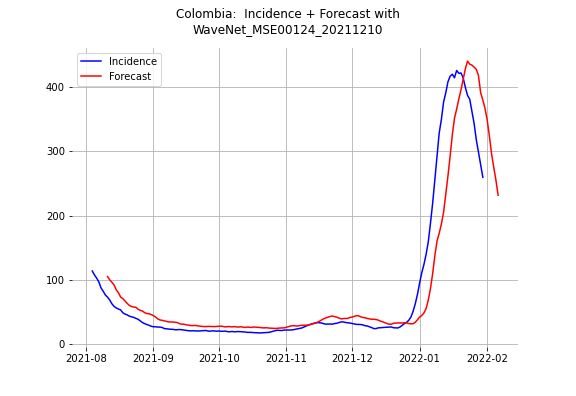 Colombia: Incidence + Forecast with
WaveNet_MSE00124_20211210
Incidence
Forecast
400
300
200
100
0
2021-08 2021-09 2021-10 2021-11 2021-12 2022-01 2022-02